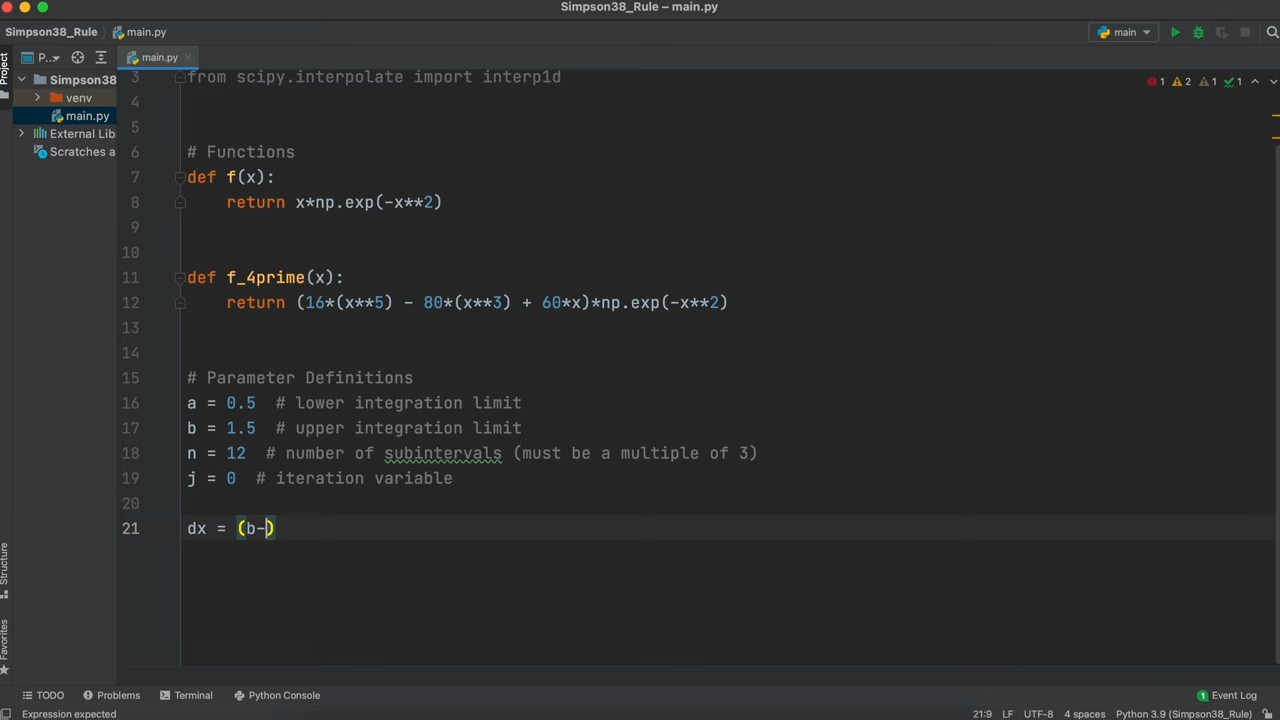 Simpson38_Rule – main.py
Simpson38_Rule
main.py
main
Project
P..
main.py
Simpson38
venv
main.py
External Lib
Scratches a
1 2 1 1
3 from scipy.interpolate import interp1d
4
5
6 # Functions
7 def f(x):
8 return x*np.exp(-x**2)
9
10
11 def f_4prime(x):
12 return (16*(x**5) - 80*(x**3) + 60*x)*np.exp(-x**2)
13
14
15 # Parameter Definitions
16 a = 0.5 # lower integration limit
17 b = 1.5 # upper integration limit
18 n = 12 # number of subintervals (must be a multiple of 3)
19 j = 0 # iteration variable
20
21 dx = (b-)
Structure
Favorites
TODO
Problems
Terminal
Python Console
1 Event Log
Expression expected
21:9 LF UTF-8 4 spaces Python 3.9 (Simpson38_Rule)